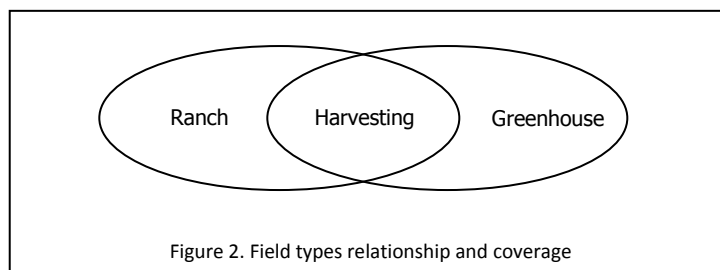 Ranch Harvesting Greenhouse
Figure 2. Field types relationship and coverage